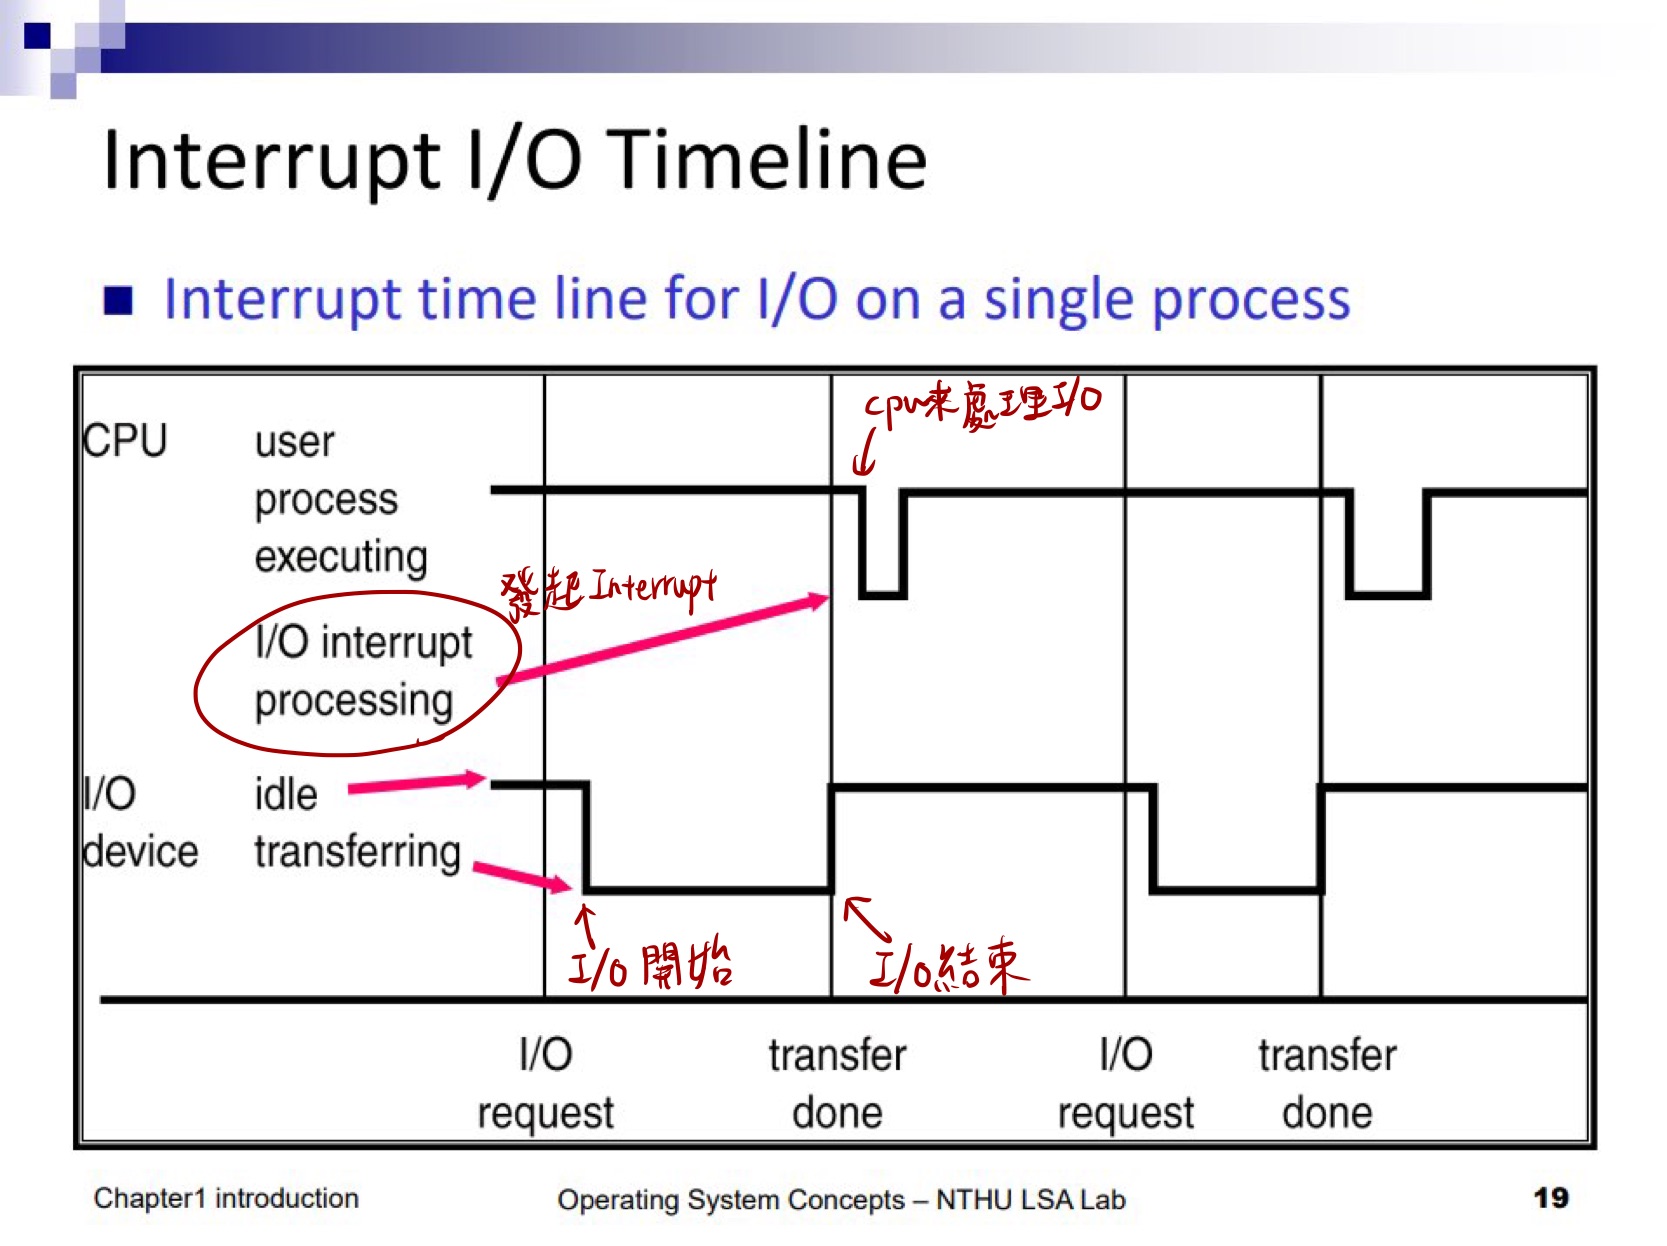 Interrupt I/O Timeline
Interrupt time line for I/O on a single process
cpu來處理I/O
CPU user
process
executing
發起Interrupt
I/O interrupt
processing
I/O idle
device transferring
I/O 開始
I/O結束
I/O transfer I/O transfer
request done request done
Chapter1 introduction Operating System Concepts – NTHU LSA Lab 19